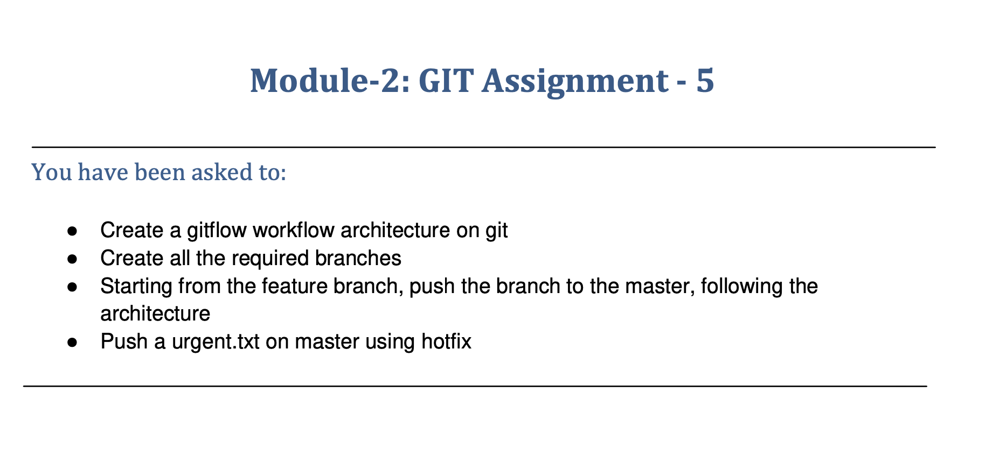 Module-2: GIT Assignment - 5
You have been asked to:
● Create a gitflow workflow architecture on git
● Create all the required branches
● Starting from the feature branch, push the branch to the master, following the
architecture
● Push a urgent.txt on master using hotfix